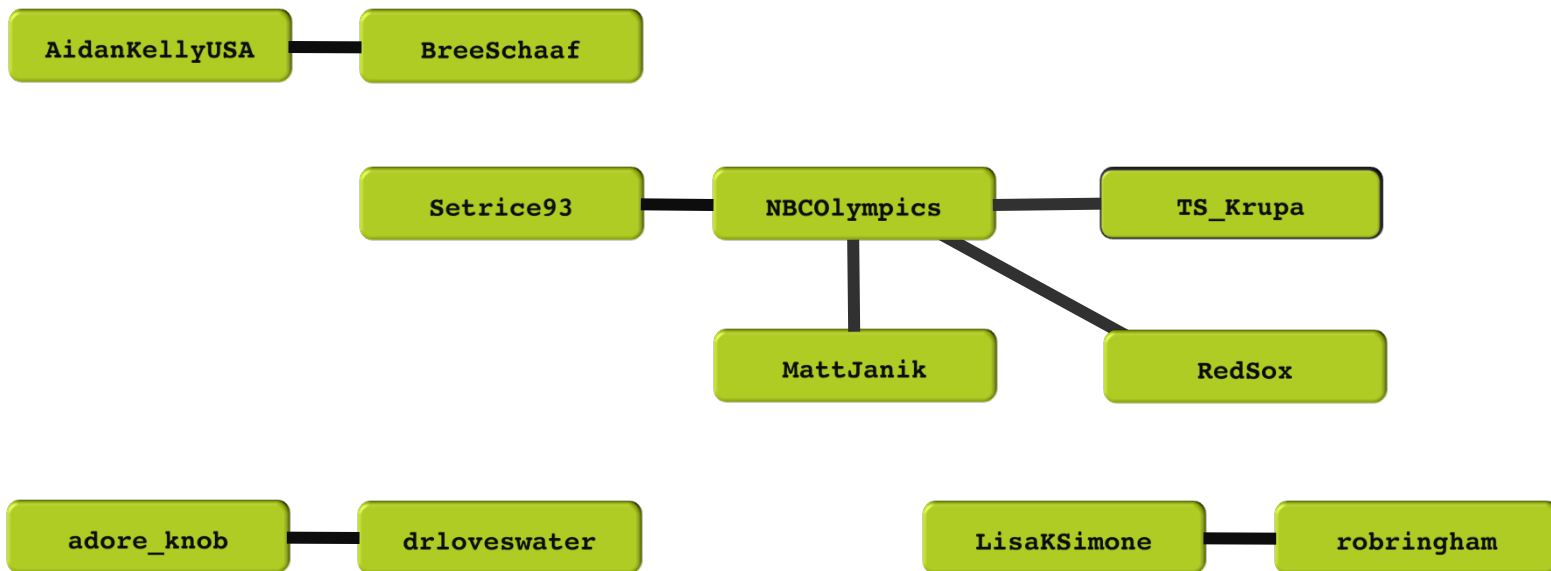 AidanKellyUSA
BreeSchaaf
Setrice93
NBCOlympics
TS_Krupa
MattJanik
RedSox
adore_knob
drloveswater
LisaKSimone
robringham